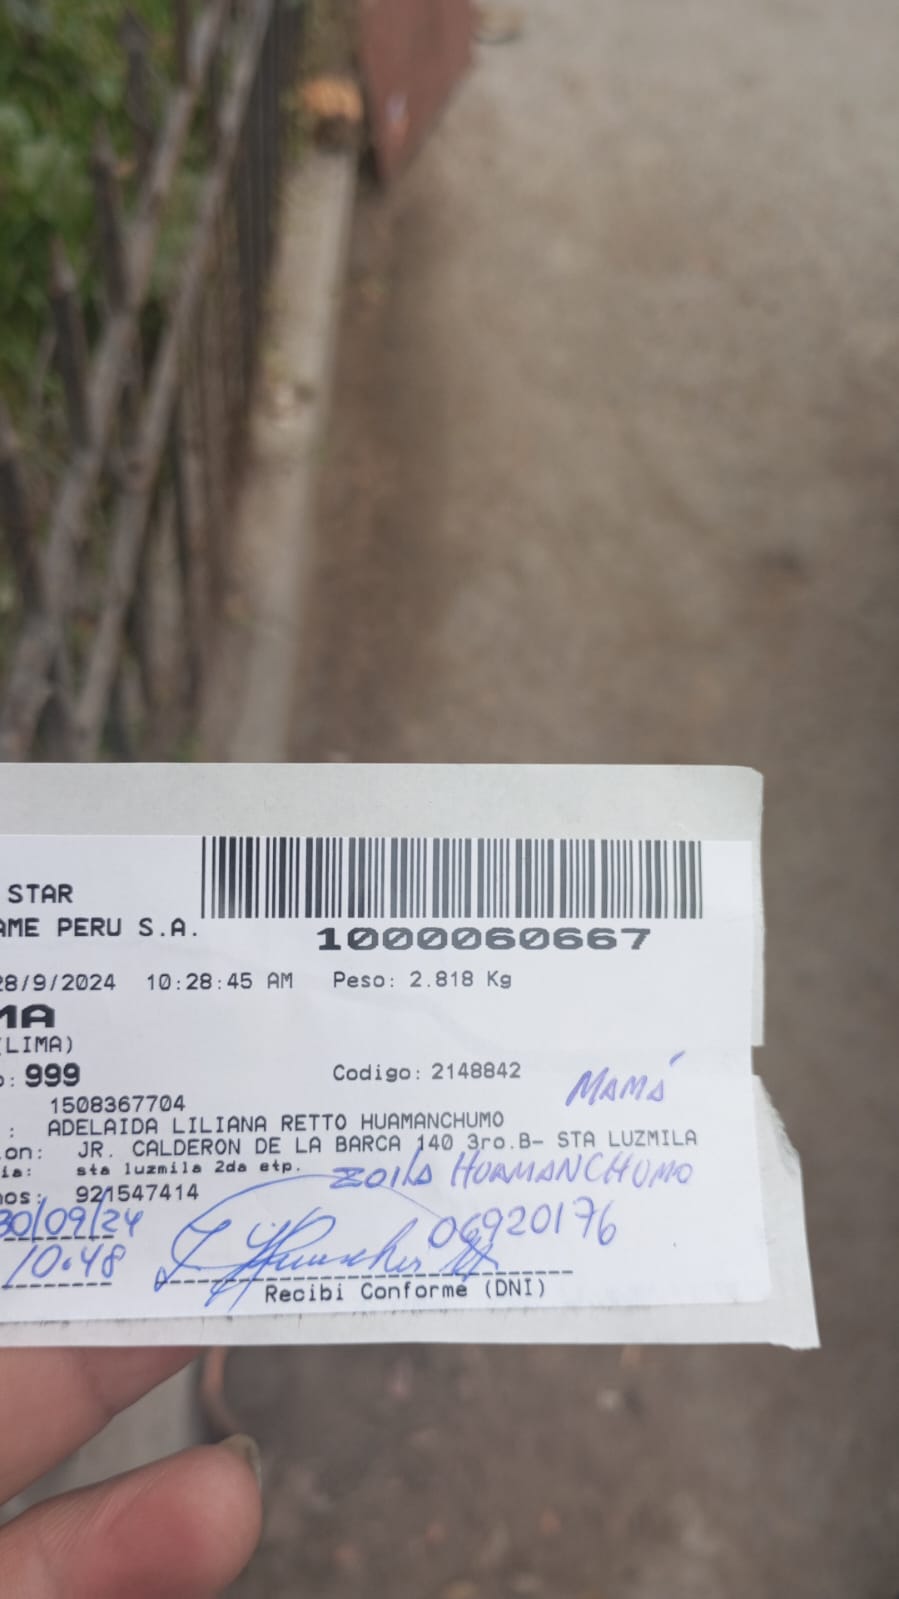 STAR
AME PERU S.A.
1000060667
28/9/2024 10:28:45 AM Peso: 2.818 Kg
MA
(LIMA)
o: 999 Codigo: 2148842
MAMÁ
1508367704
: ADELAIDA LILIANA RETTO HUAMANCHUMO
on: JR. CALDERON DE LA BARCA 140 3ro.B- STA LUZMILA
ia: sta luzmila 2da etp.
ZOILA HUAMANCHUMO
nos: 921547414
30/09/24 06920176
10:48
Recibi Conforme (DNI)